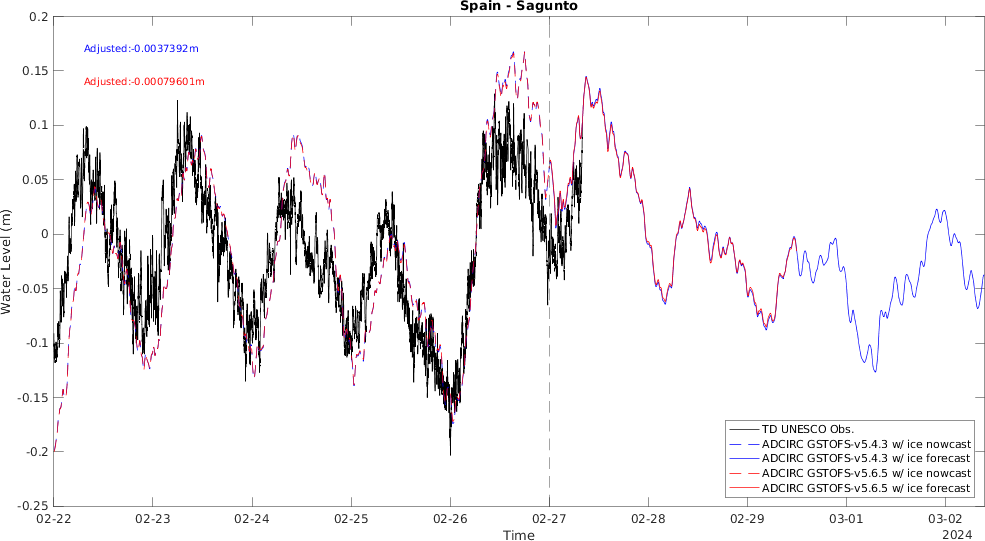 Spain - Sagunto
Adjusted:-0.0037392m
Adjusted:-0.00079601m
Water Level (m)
0.2
0.15
0.1
0.05
0
-0.05
-0.1
-0.15
-0.2
-0.25
TD UNESCO Obs.
ADCIRC GSTOFS-v5.4.3 w/ ice nowcast
ADCIRC GSTOFS-v5.4.3 w/ ice forecast
ADCIRC GSTOFS-v5.6.5 w/ ice nowcast
ADCIRC GSTOFS-v5.6.5 w/ ice forecast
02-22 02-23 02-24 02-25 02-26 02-27 02-28 02-29 03-01 03-02
Time
2024